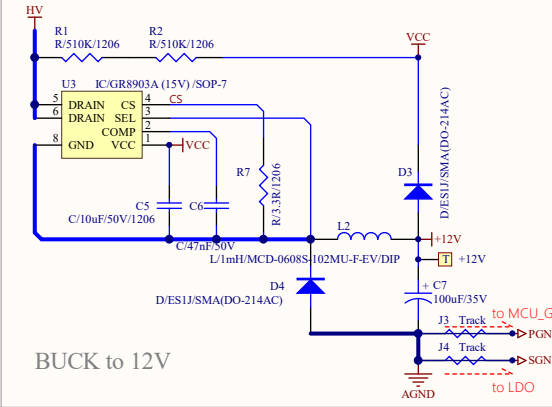 HV
R1
R/510K/1206
R2
R/510K/1206
VCC
U3
IC/GR8903A (15V) /SOP-7
5
DRAIN
CS
4
CS
6
DRAIN
SEL
3
COMP
2
8
GND
VCC
1
VCC
R7
R/3.3R/1206
D3
D/ES1J/SMA(DO-214AC)
C5
C/10uF/50V/1206
C6
C/47nF/50V
L2
L/1mH/MCD-0608S-102MU-F-EV/DIP
+12V
T
+12V
D4
D/ES1J/SMA(DO-214AC)
+
C7
100uF/35V
to MCU_G
J3
Track
PGN
J4
Track
SGN
to LDO
AGND
BUCK to 12V